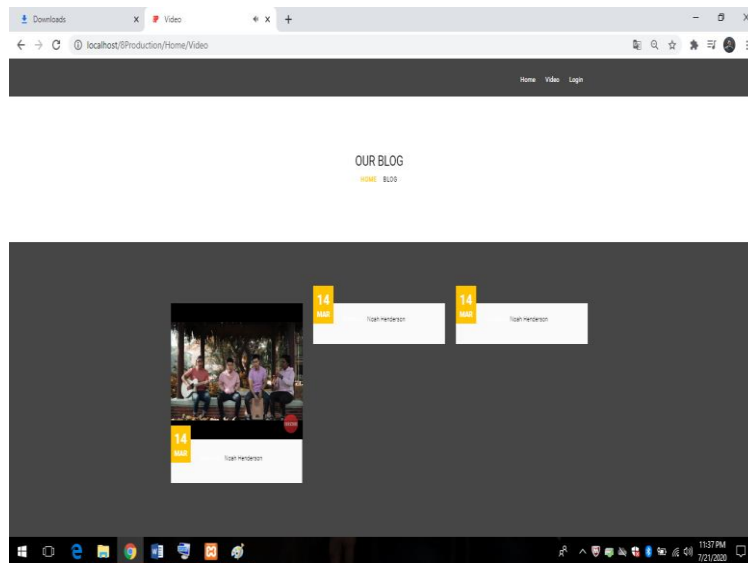 Downloads
Video
localhost/8Production/Home/Video
Home Video Login
OUR BLOG
HOME BLOG
14
MAR
Noah Henderson
14
MAR
Noah Henderson
14
MAR
Noah Henderson
11:37 PM
7/21/2020